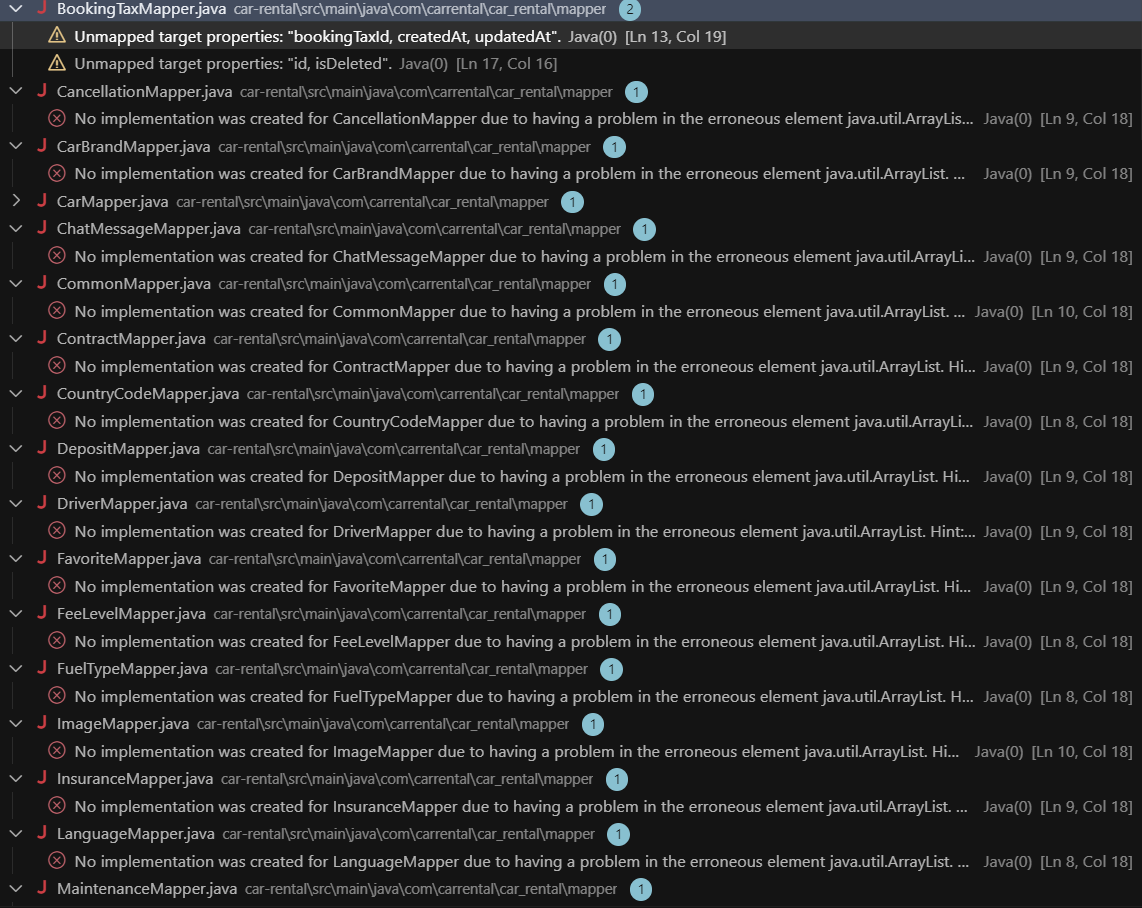 BookingTaxMapper.java car-rental\src\main\java\com\carrental\car_rental\mapper 2
Unmapped target properties: "bookingTaxId, createdAt, updatedAt". Java(0) [Ln 13, Col 19]
Unmapped target properties: "id, isDeleted". Java(0) [Ln 17, Col 16]
CancellationMapper.java car-rental\src\main\java\com\carrental\car_rental\mapper 1
No implementation was created for CancellationMapper due to having a problem in the erroneous element java.util.ArrayLis... Java(0) [Ln 9, Col 18]
CarBrandMapper.java car-rental\src\main\java\com\carrental\car_rental\mapper 1
No implementation was created for CarBrandMapper due to having a problem in the erroneous element java.util.ArrayList. ... Java(0) [Ln 9, Col 18]
CarMapper.java car-rental\src\main\java\com\carrental\car_rental\mapper 1
ChatMessageMapper.java car-rental\src\main\java\com\carrental\car_rental\mapper 1
No implementation was created for ChatMessageMapper due to having a problem in the erroneous element java.util.ArrayLi... Java(0) [Ln 9, Col 18]
CommonMapper.java car-rental\src\main\java\com\carrental\car_rental\mapper 1
No implementation was created for CommonMapper due to having a problem in the erroneous element java.util.ArrayList. ... Java(0) [Ln 10, Col 18]
ContractMapper.java car-rental\src\main\java\com\carrental\car_rental\mapper 1
No implementation was created for ContractMapper due to having a problem in the erroneous element java.util.ArrayList. Hi... Java(0) [Ln 9, Col 18]
CountryCodeMapper.java car-rental\src\main\java\com\carrental\car_rental\mapper 1
No implementation was created for CountryCodeMapper due to having a problem in the erroneous element java.util.ArrayLi... Java(0) [Ln 8, Col 18]
DepositMapper.java car-rental\src\main\java\com\carrental\car_rental\mapper 1
No implementation was created for DepositMapper due to having a problem in the erroneous element java.util.ArrayList. Hi... Java(0) [Ln 9, Col 18]
DriverMapper.java car-rental\src\main\java\com\carrental\car_rental\mapper 1
No implementation was created for DriverMapper due to having a problem in the erroneous element java.util.ArrayList. Hint:... Java(0) [Ln 9, Col 18]
FavoriteMapper.java car-rental\src\main\java\com\carrental\car_rental\mapper 1
No implementation was created for FavoriteMapper due to having a problem in the erroneous element java.util.ArrayList. Hi... Java(0) [Ln 9, Col 18]
FeeLevelMapper.java car-rental\src\main\java\com\carrental\car_rental\mapper 1
No implementation was created for FeeLevelMapper due to having a problem in the erroneous element java.util.ArrayList. Hi... Java(0) [Ln 8, Col 18]
FuelTypeMapper.java car-rental\src\main\java\com\carrental\car_rental\mapper 1
No implementation was created for FuelTypeMapper due to having a problem in the erroneous element java.util.ArrayList. H... Java(0) [Ln 8, Col 18]
ImageMapper.java car-rental\src\main\java\com\carrental\car_rental\mapper 1
No implementation was created for ImageMapper due to having a problem in the erroneous element java.util.ArrayList. Hi... Java(0) [Ln 10, Col 18]
InsuranceMapper.java car-rental\src\main\java\com\carrental\car_rental\mapper 1
No implementation was created for InsuranceMapper due to having a problem in the erroneous element java.util.ArrayList. ... Java(0) [Ln 9, Col 18]
LanguageMapper.java car-rental\src\main\java\com\carrental\car_rental\mapper 1
No implementation was created for LanguageMapper due to having a problem in the erroneous element java.util.ArrayList. ... Java(0) [Ln 8, Col 18]
MaintenanceMapper.java car-rental\src\main\java\com\carrental\car_rental\mapper 1